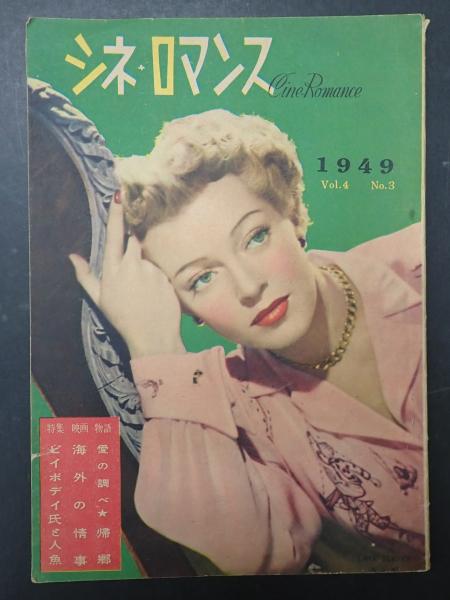 シネ・ロマンス
Cine Romance
1949
Vol.4 No.3
特集 映画 物語
愛の調べ★帰郷
海外の情事
ピイボデイ氏と人魚